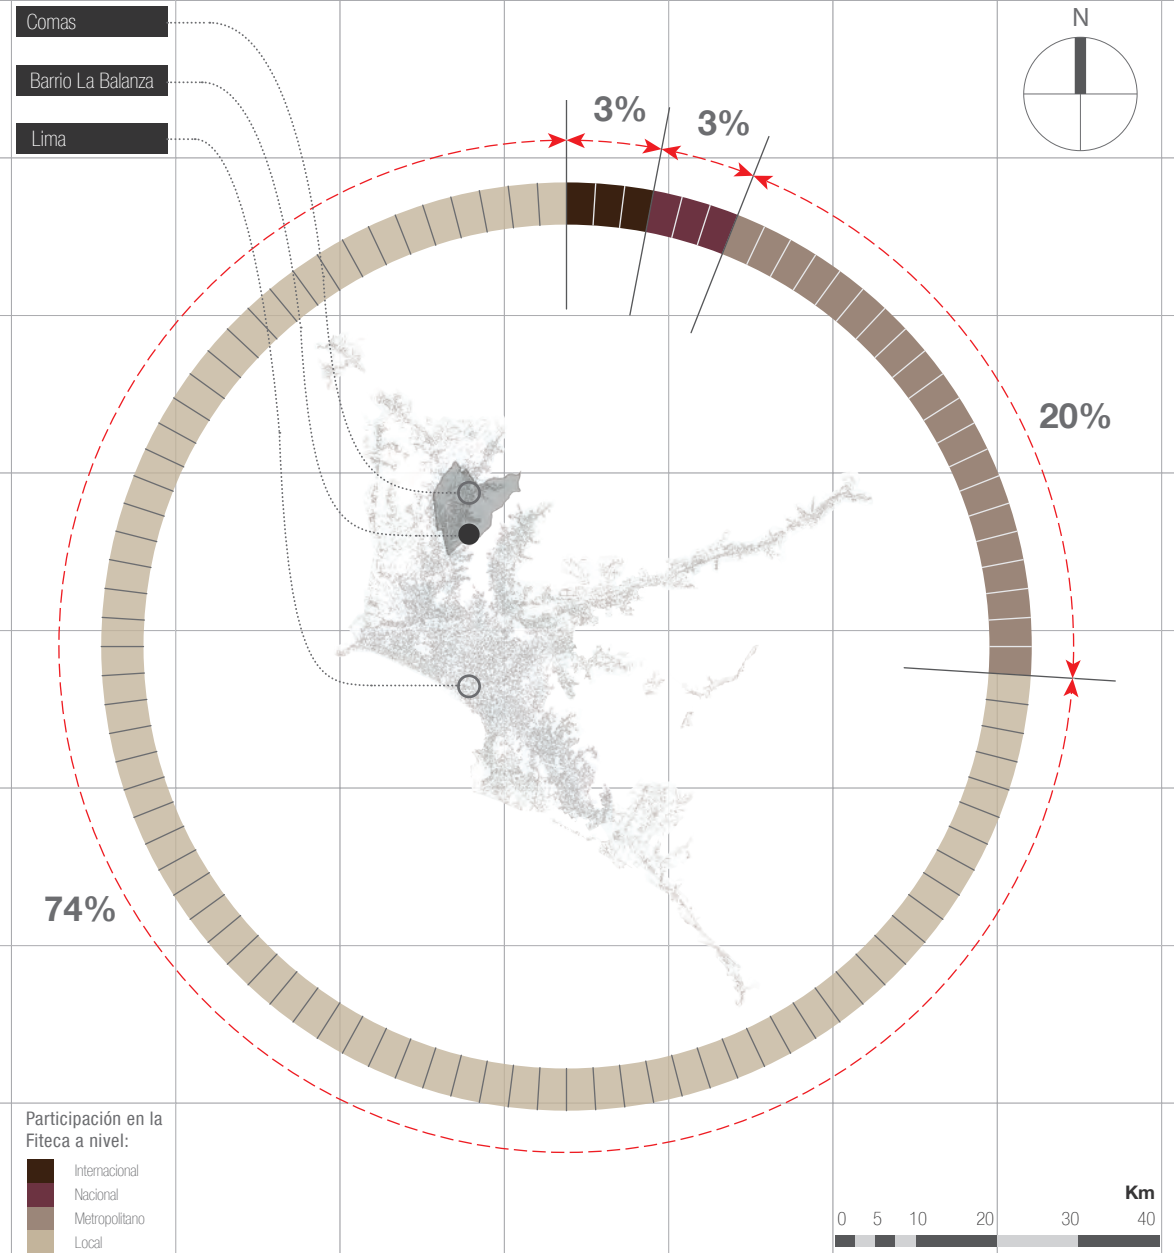 Comas
Barrio La Balanza
Lima
N
3%
3%
20%
74%
Participación en la
Fiteca a nivel:
Internacional
Nacional
Metropolitano
Local
Km
0 5 10 20 30 40